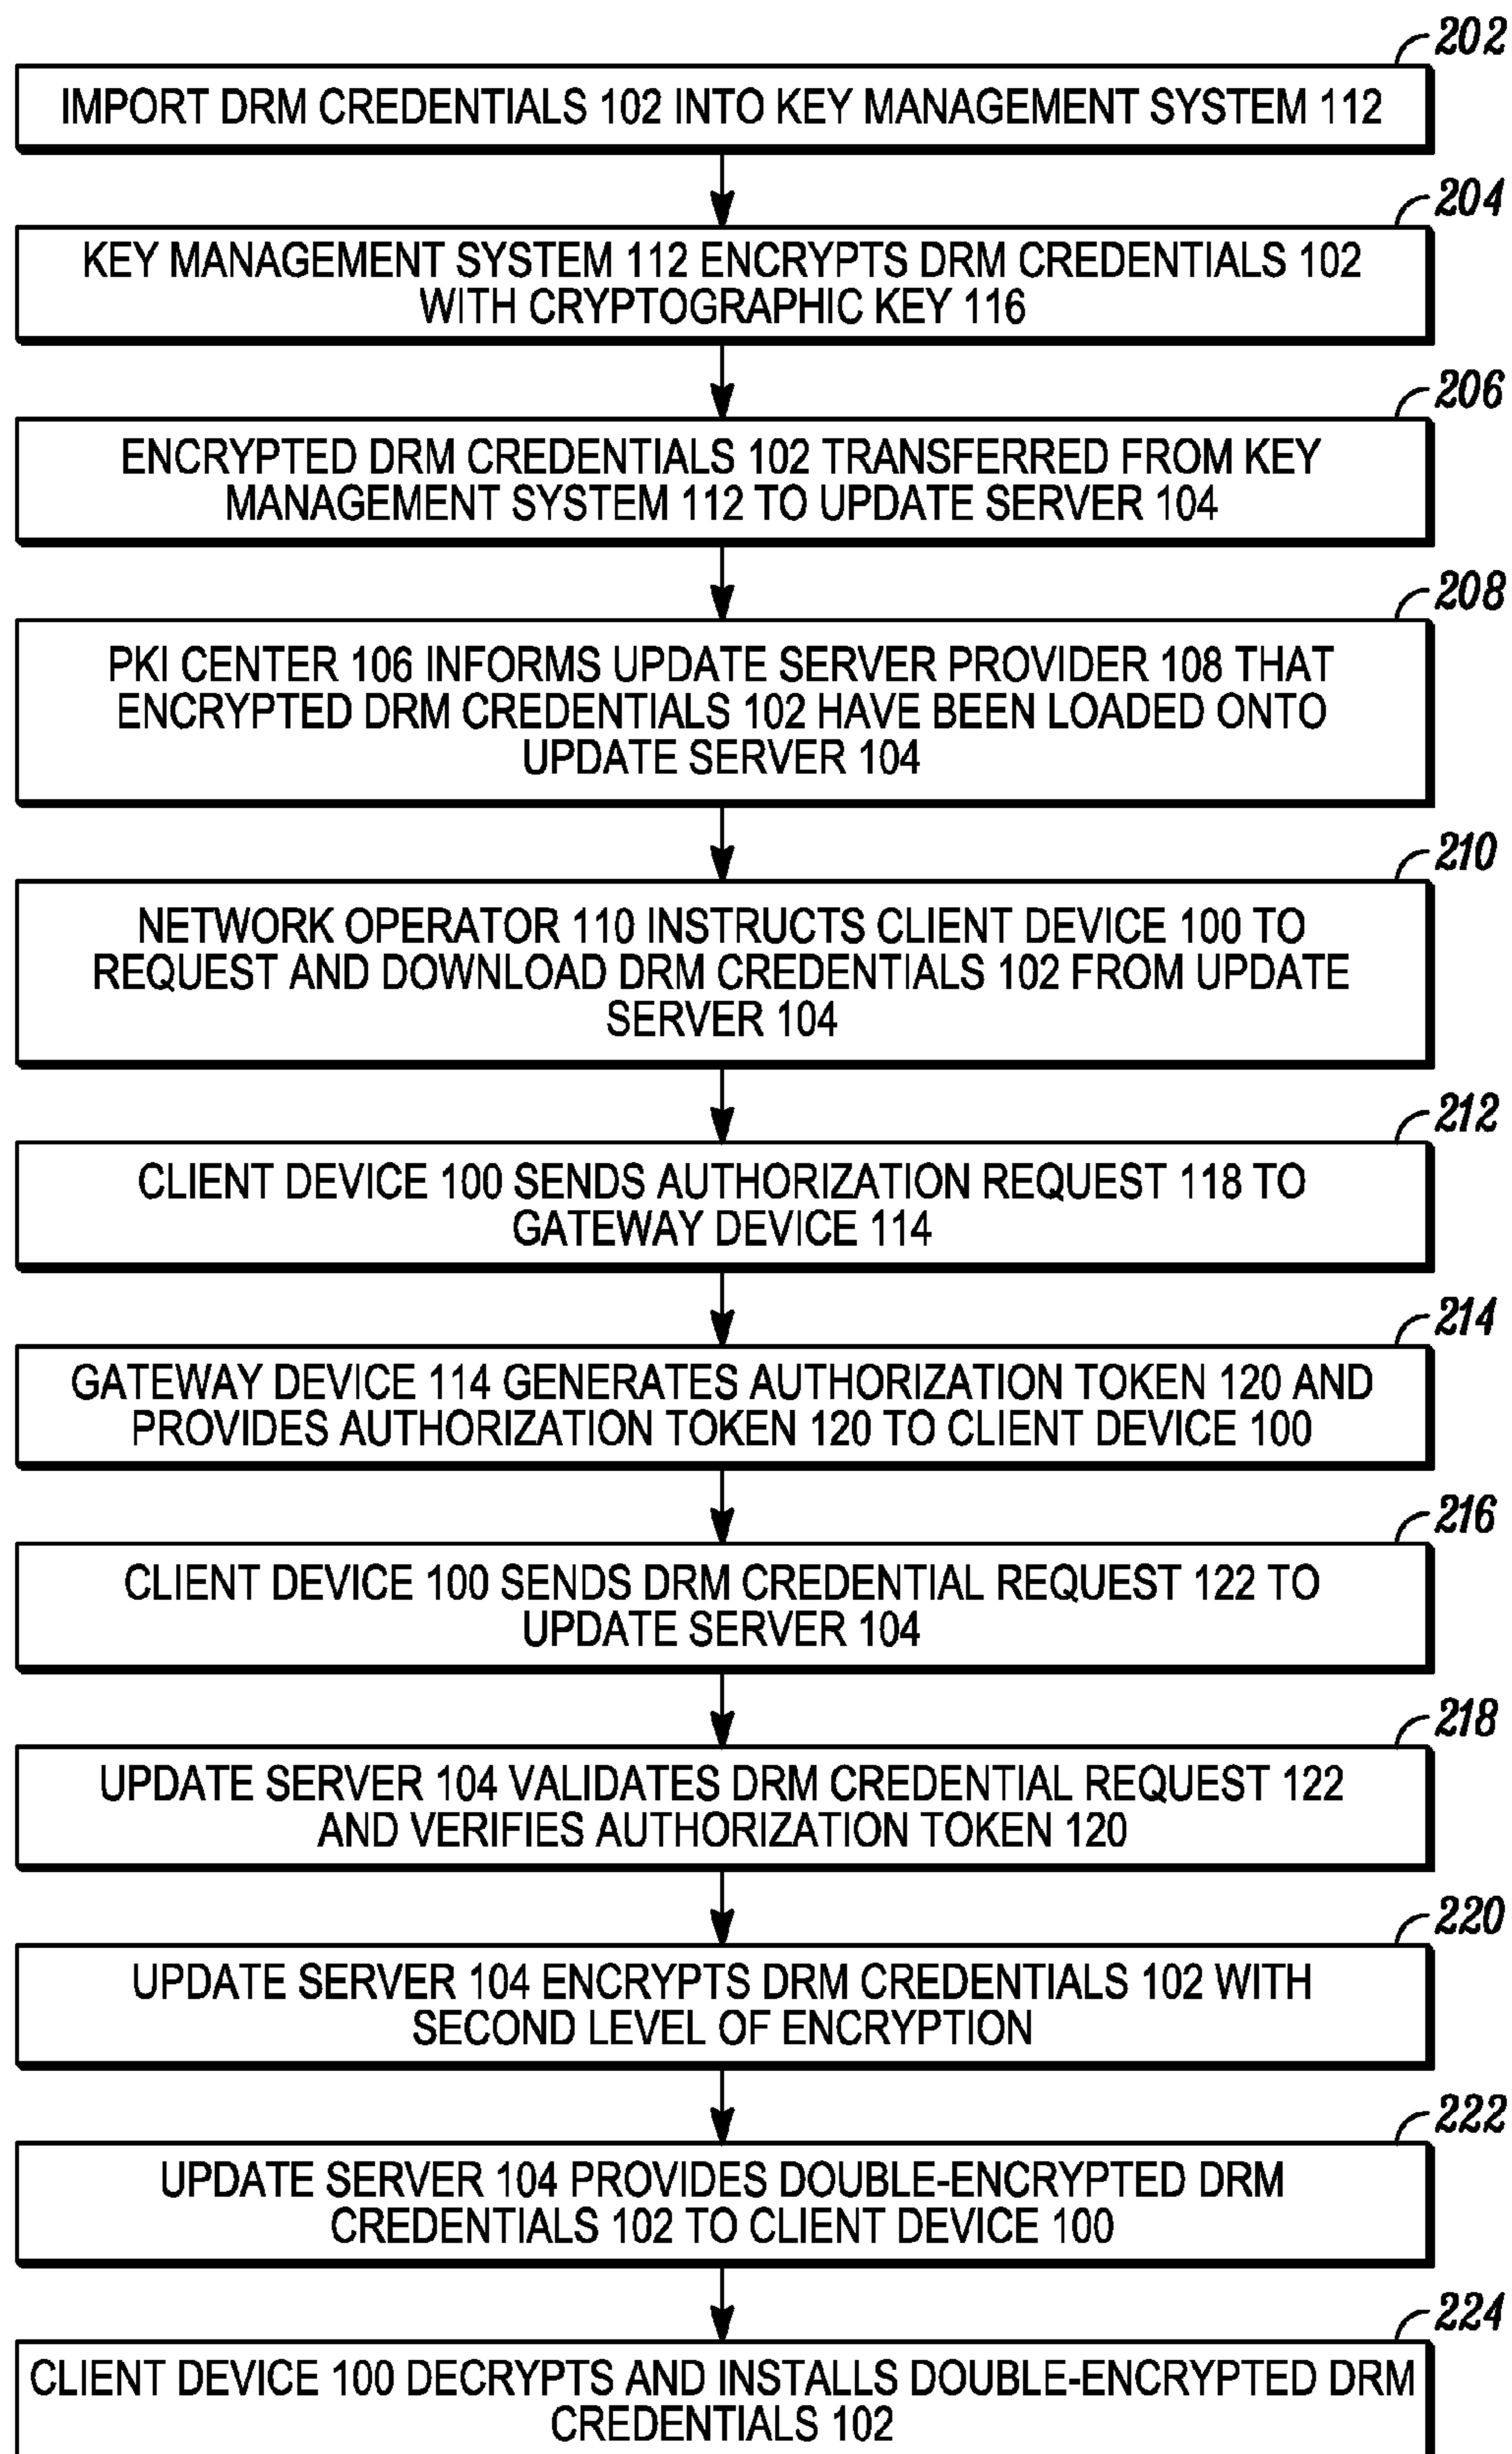 202
IMPORT DRM CREDENTIALS 102 INTO KEY MANAGEMENT SYSTEM 112
204
KEY MANAGEMENT SYSTEM 112 ENCRYPTS DRM CREDENTIALS 102
WITH CRYPTOGRAPHIC KEY 116
206
ENCRYPTED DRM CREDENTIALS 102 TRANSFERRED FROM KEY
MANAGEMENT SYSTEM 112 TO UPDATE SERVER 104
208
PKI CENTER 106 INFORMS UPDATE SERVER PROVIDER 108 THAT
ENCRYPTED DRM CREDENTIALS 102 HAVE BEEN LOADED ONTO
UPDATE SERVER 104
210
NETWORK OPERATOR 110 INSTRUCTS CLIENT DEVICE 100 TO
REQUEST AND DOWNLOAD DRM CREDENTIALS 102 FROM UPDATE
SERVER 104
212
CLIENT DEVICE 100 SENDS AUTHORIZATION REQUEST 118 TO
GATEWAY DEVICE 114
214
GATEWAY DEVICE 114 GENERATES AUTHORIZATION TOKEN 120 AND
PROVIDES AUTHORIZATION TOKEN 120 TO CLIENT DEVICE 100
216
CLIENT DEVICE 100 SENDS DRM CREDENTIAL REQUEST 122 TO
UPDATE SERVER 104
218
UPDATE SERVER 104 VALIDATES DRM CREDENTIAL REQUEST 122
AND VERIFIES AUTHORIZATION TOKEN 120
220
UPDATE SERVER 104 ENCRYPTS DRM CREDENTIALS 102 WITH
SECOND LEVEL OF ENCRYPTION
222
UPDATE SERVER 104 PROVIDES DOUBLE-ENCRYPTED DRM
CREDENTIALS 102 TO CLIENT DEVICE 100
224
CLIENT DEVICE 100 DECRYPTS AND INSTALLS DOUBLE-ENCRYPTED DRM
CREDENTIALS 102